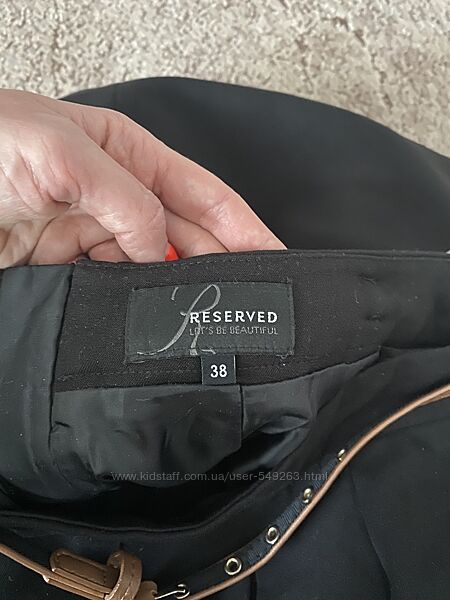 R
RESERVED
LET'S BE BEAUTIFUL
38
www.kidstaff.com.ua/user-549263.html